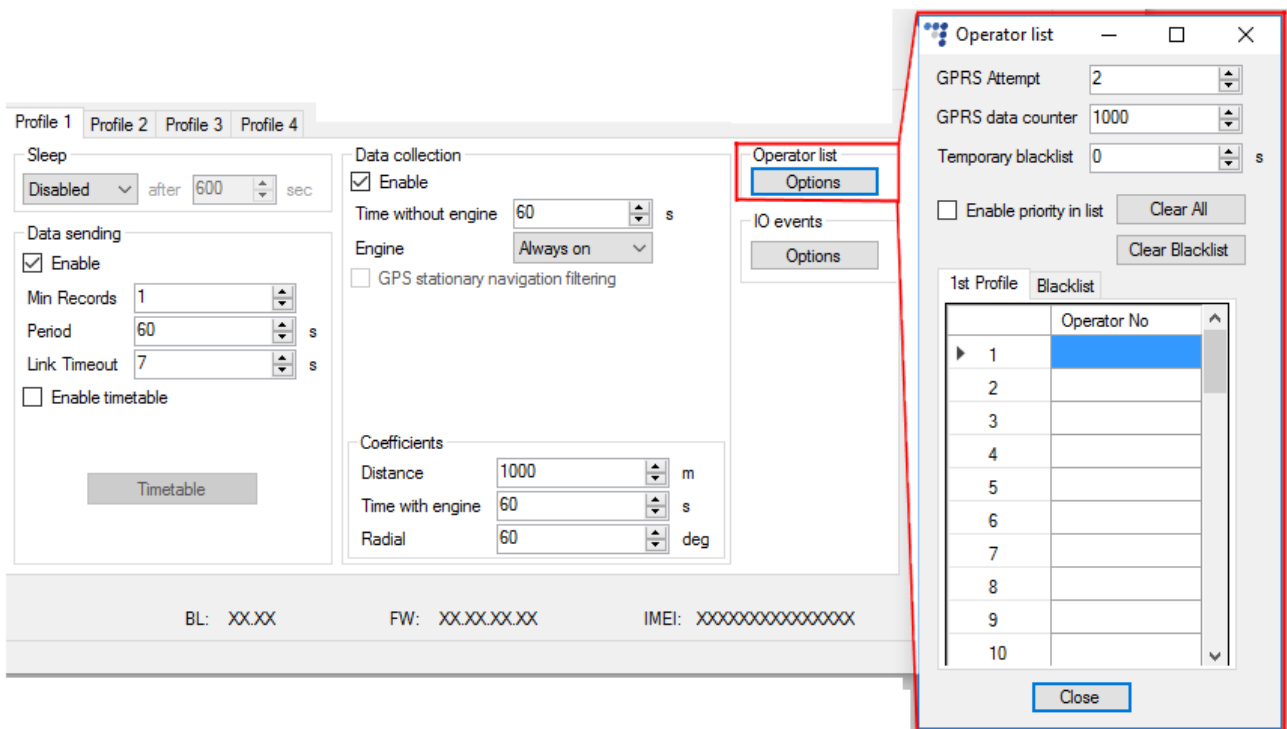 Profile 1 Profile 2 Profile 3 Profile 4
Sleep
Disabled after 600 sec
Data sending
Enable
Min Records 1
Period 60 s
Link Timeout 7 s
Enable timetable
Timetable
Data collection
Enable
Time without engine 60 s
Engine Always on
GPS stationary navigation filtering
Coefficients
Distance 1000 m
Time with engine 60 s
Radial 60 deg
Operator list
Options
IO events
Options
BL: XX.XX FW: XX.XX.XX.XX IMEI: XXXXXXXXXXXXXXX
Operator list
GPRS Attempt 2
GPRS data counter 1000
Temporary blacklist 0 s
Enable priority in list Clear All
Clear Blacklist
1st Profile Blacklist
Operator No
1
2
3
4
5
6
7
8
9
10
Close